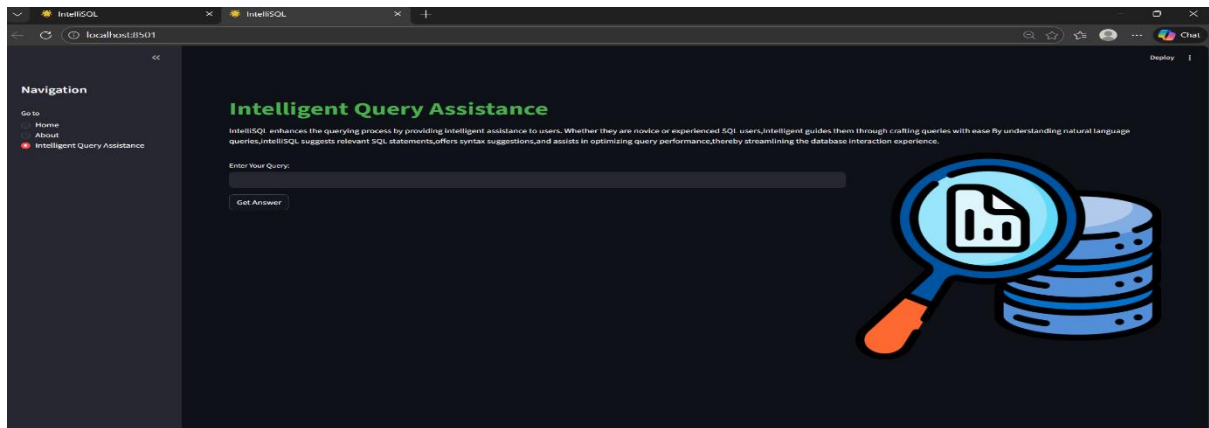 IntelliSQL
IntelliSQL
localhost:8501
Chat
Deploy
Navigation
Go to
Home
About
Intelligent Query Assistance
Intelligent Query Assistance
IntelliSQL enhances the querying process by providing intelligent assistance to users. Whether they are novice or experienced SQL users,Intelligent guides them through crafting queries with ease By understanding natural language
queries,intelliSQL suggests relevant SQL statements,offers syntax suggestions,and assists in optimizing query performance,thereby streamlining the database interaction experience.
Enter Your Query:
Get Answer